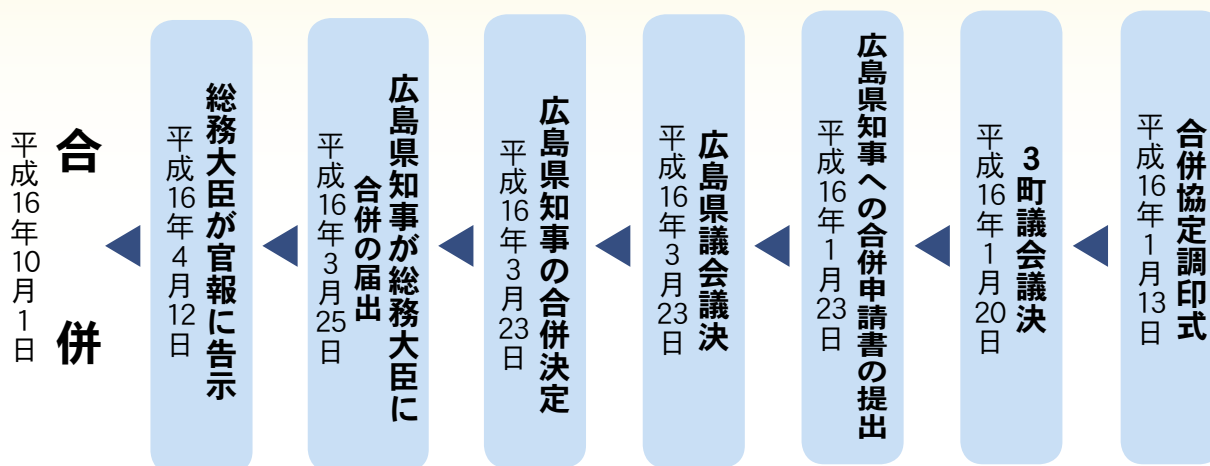 合併協定調印式
平成16年1月13日
3町議会議決
平成16年1月20日
広島県知事への合併申請書の提出
平成16年1月23日
広島県議会議決
平成16年3月23日
広島県知事の合併決定
平成16年3月23日
広島県知事が総務大臣に
合併の届出
平成16年3月25日
総務大臣が官報に告示
平成16年4月12日
合併
平成16年10月1日